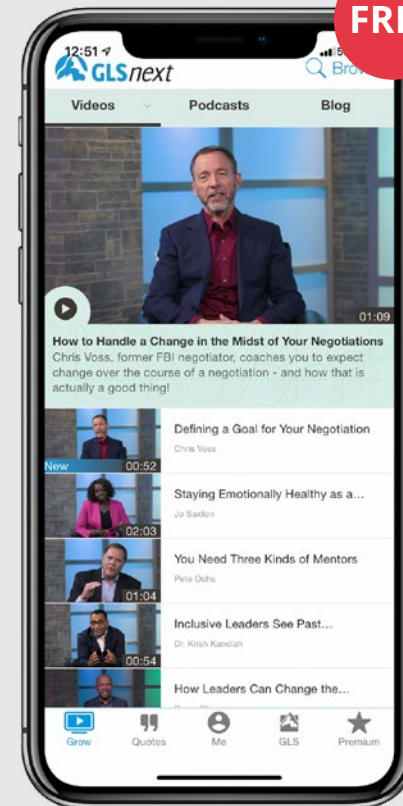 FRE
12:51
GLSnext
Videos
Podcasts
Blog
01:09
How to Handle a Change in the Midst of Your Negotiations
Chris Voss, former FBI negotiator, coaches you to expect
change over the course of a negotiation - and how that is
actually a good thing!
Defining a Goal for Your Negotiation
Chris Voss
New 00:52
Staying Emotionally Healthy as a...
Jo Saxton
02:03
You Need Three Kinds of Mentors
Pete Ochs
01:04
Inclusive Leaders See Past...
Dr. Krish Kandiah
00:54
How Leaders Can Change the...
Grow
Quotes
Me
GLS
Premium